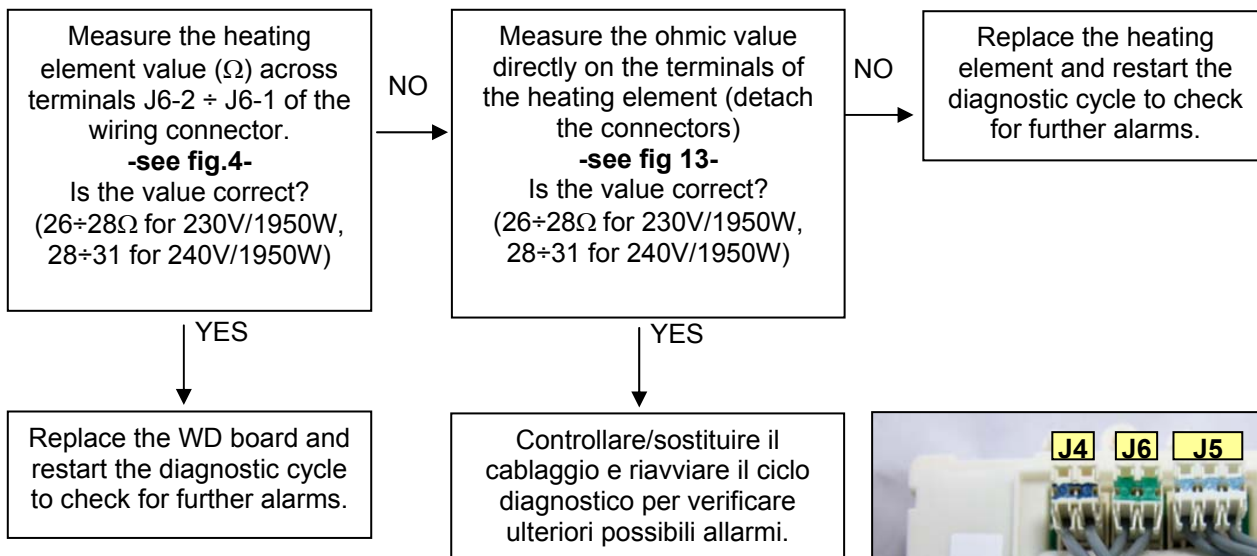 Measure the heating
element value (Ω) across
terminals J6-2 ÷ J6-1 of the
wiring connector.
-see fig.4-
Is the value correct?
(26÷28Ω for 230V/1950W,
28÷31 for 240V/1950W)
NO
Measure the ohmic value
directly on the terminals of
the heating element (detach
the connectors)
-see fig 13-
Is the value correct?
(26÷28Ω for 230V/1950W,
28÷31 for 240V/1950W)
NO
Replace the heating
element and restart the
diagnostic cycle to check
for further alarms.
YES
YES
Replace the WD board and
restart the diagnostic cycle
to check for further alarms.
Controllare/sostituire il
cablaggio e riavviare il ciclo
diagnostico per verificare
ulteriori possibili allarmi.
J4 J6 J5